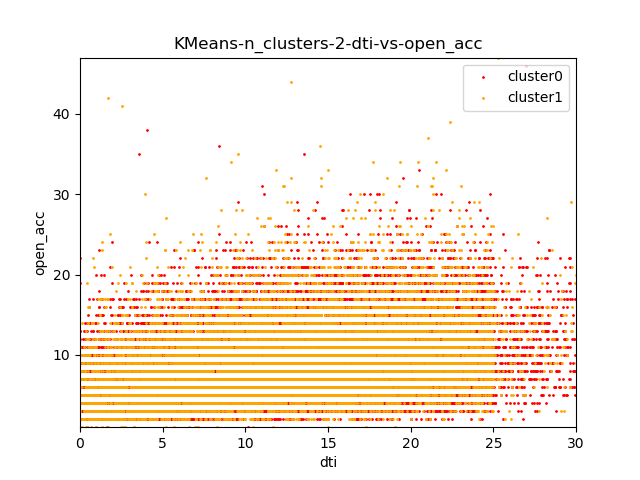 KMeans-n_clusters-2-dti-vs-open_acc
cluster0
cluster1
open_acc
40
30
20
10
0 5 10 15 20 25 30
dti